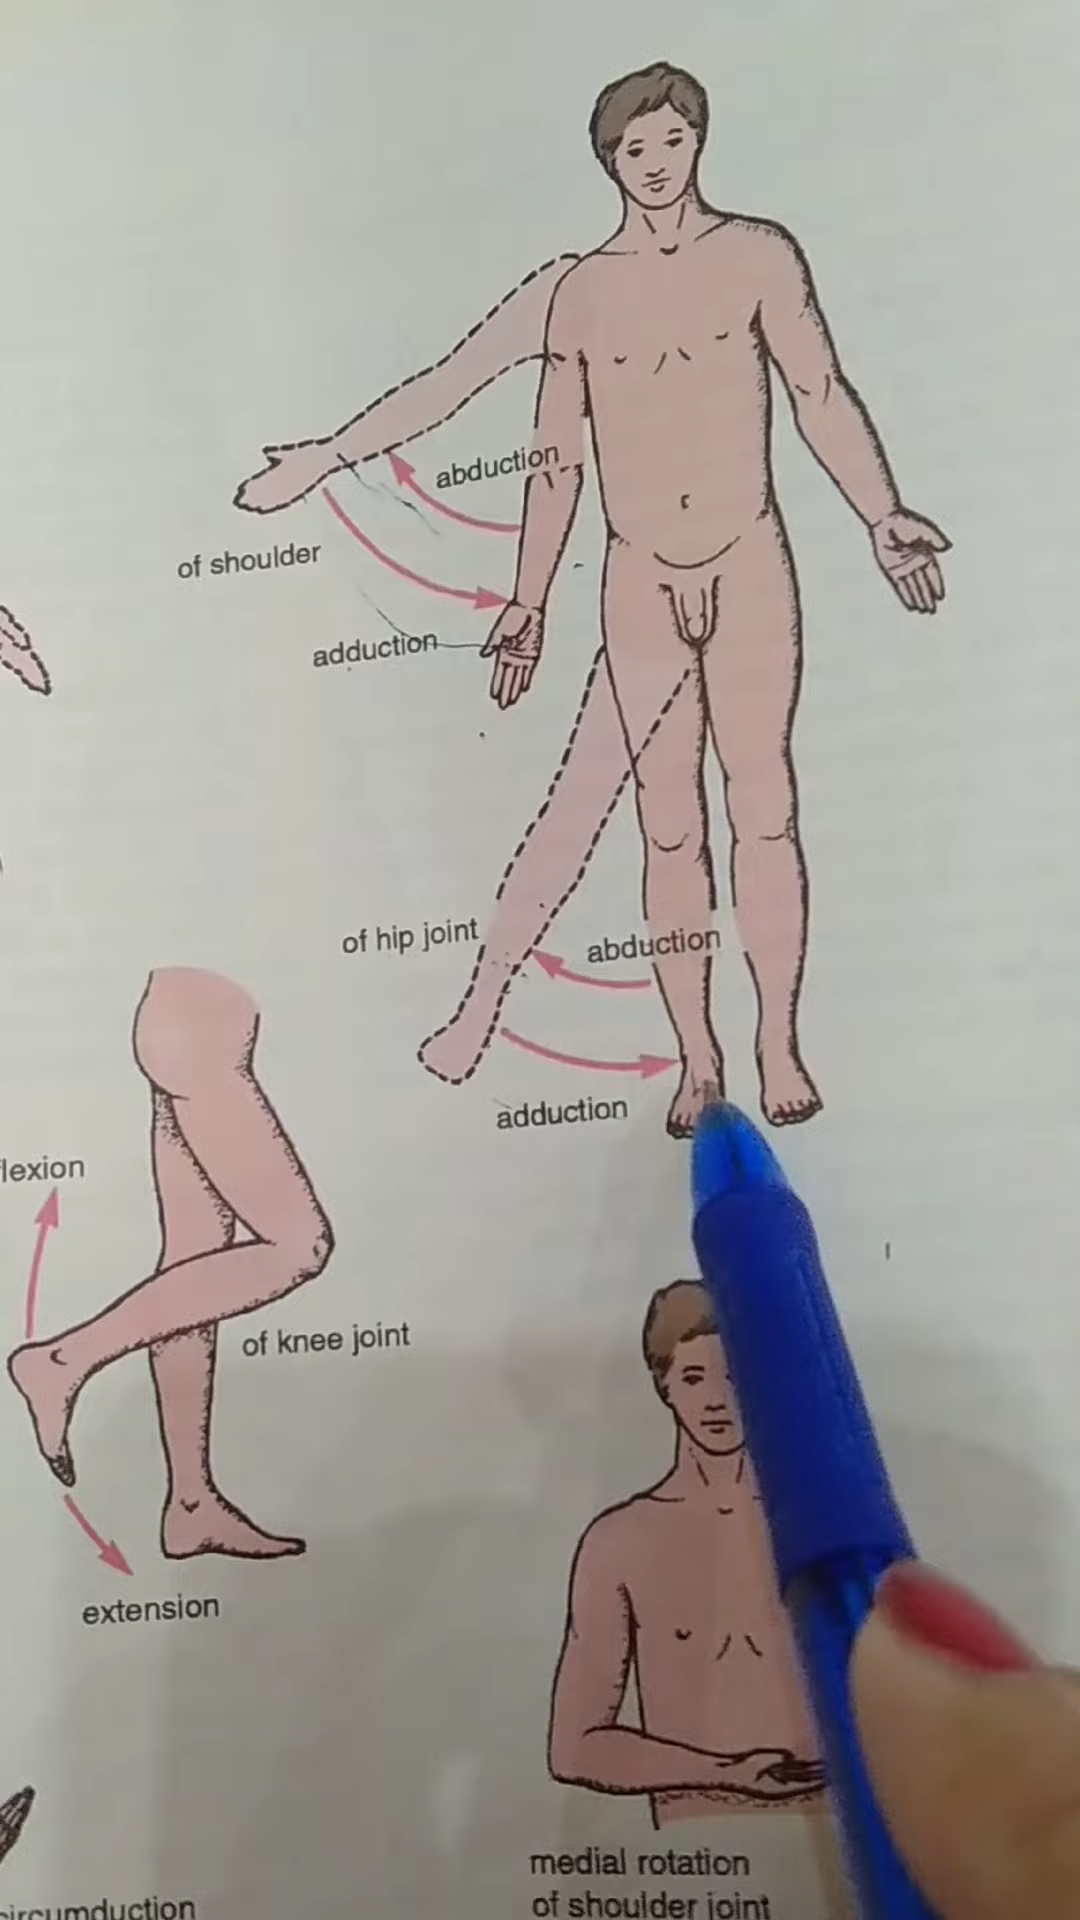 abduction
of shoulder
adduction
of hip joint
abduction
adduction
lexion
of knee joint
extension
medial rotation
of shoulder joint
circumduction